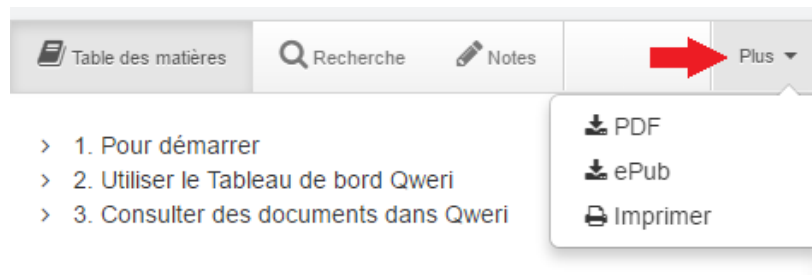 Table des matières Recherche Notes Plus
PDF
ePub
Imprimer
1. Pour démarrer
2. Utiliser le Tableau de bord Qweri
3. Consulter des documents dans Qweri